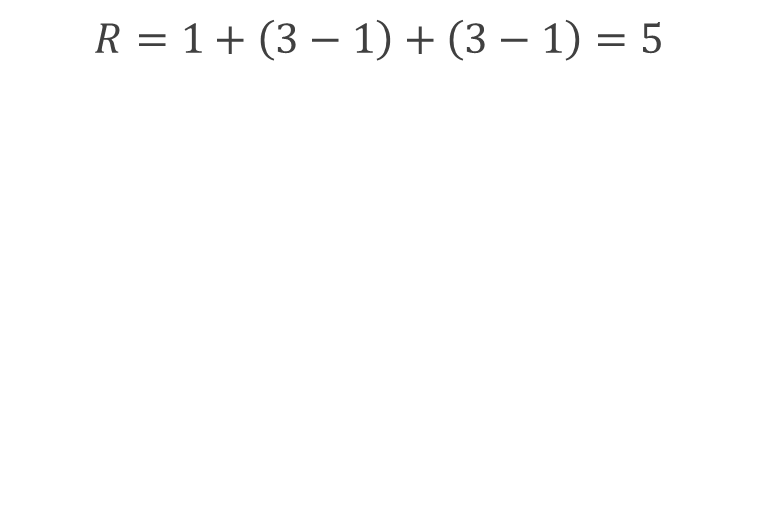 R = 1 + (3 − 1) + (3 − 1) = 5